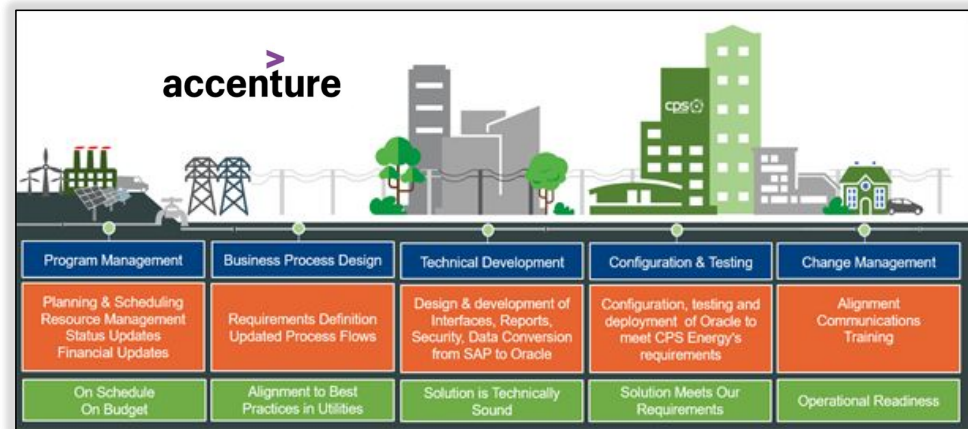 >
accenture
cps
Program Management
Business Process Design
Technical Development
Configuration & Testing
Change Management
Planning & Scheduling
Resource Management
Status Updates
Financial Updates
Requirements Definition
Updated Process Flows
Design & development of
Interfaces, Reports,
Security, Data Conversion
from SAP to Oracle
Configuration, testing and
deployment of Oracle to
meet CPS Energy's
requirements
Alignment
Communications
Training
On Schedule
On Budget
Alignment to Best
Practices in Utilities
Solution is Technically
Sound
Solution Meets Our
Requirements
Operational Readiness